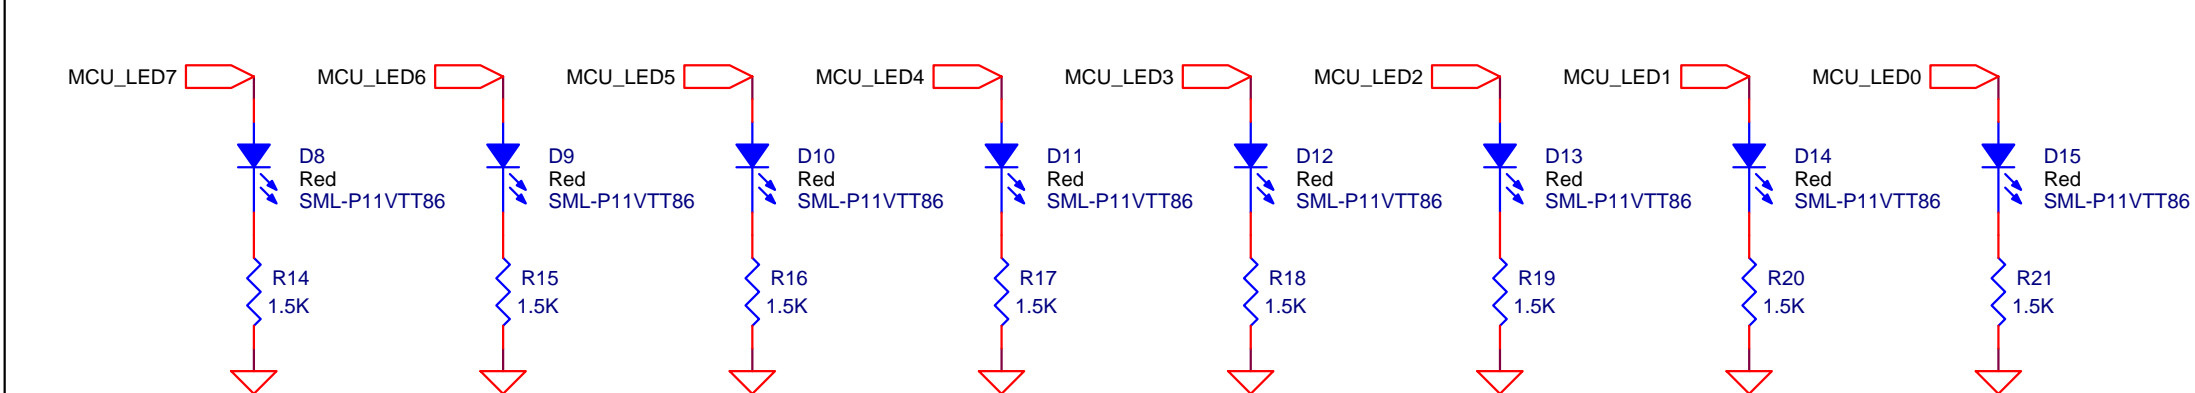 MCU_LED7
MCU_LED6
MCU_LED5
MCU_LED4
MCU_LED3
MCU_LED2
MCU_LED1
MCU_LED0
D8
Red
SML-P11VTT86
D9
Red
SML-P11VTT86
D10
Red
SML-P11VTT86
D11
Red
SML-P11VTT86
D12
Red
SML-P11VTT86
D13
Red
SML-P11VTT86
D14
Red
SML-P11VTT86
D15
Red
SML-P11VTT86
R14
1.5K
R15
1.5K
R16
1.5K
R17
1.5K
R18
1.5K
R19
1.5K
R20
1.5K
R21
1.5K